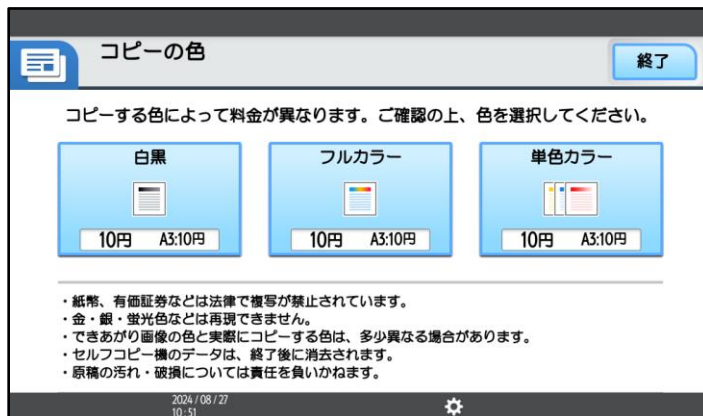 コピーの色
終了
コピーする色によって料金が異なります。ご確認の上、色を選択してください。
白黒
10円 A3:10円
フルカラー
10円 A3:10円
単色カラー
10円 A3:10円
・紙幣、有価証券などは法律で複写が禁止されています。
・金・銀・蛍光色などは再現できません。
・できあがり画像の色と実際にコピーする色は、多少異なる場合があります。
・セルフコピー機のデータは、終了後に消去されます。
・原稿の汚れ・破損については責任を負いかねます。
2024/08/27
10:51